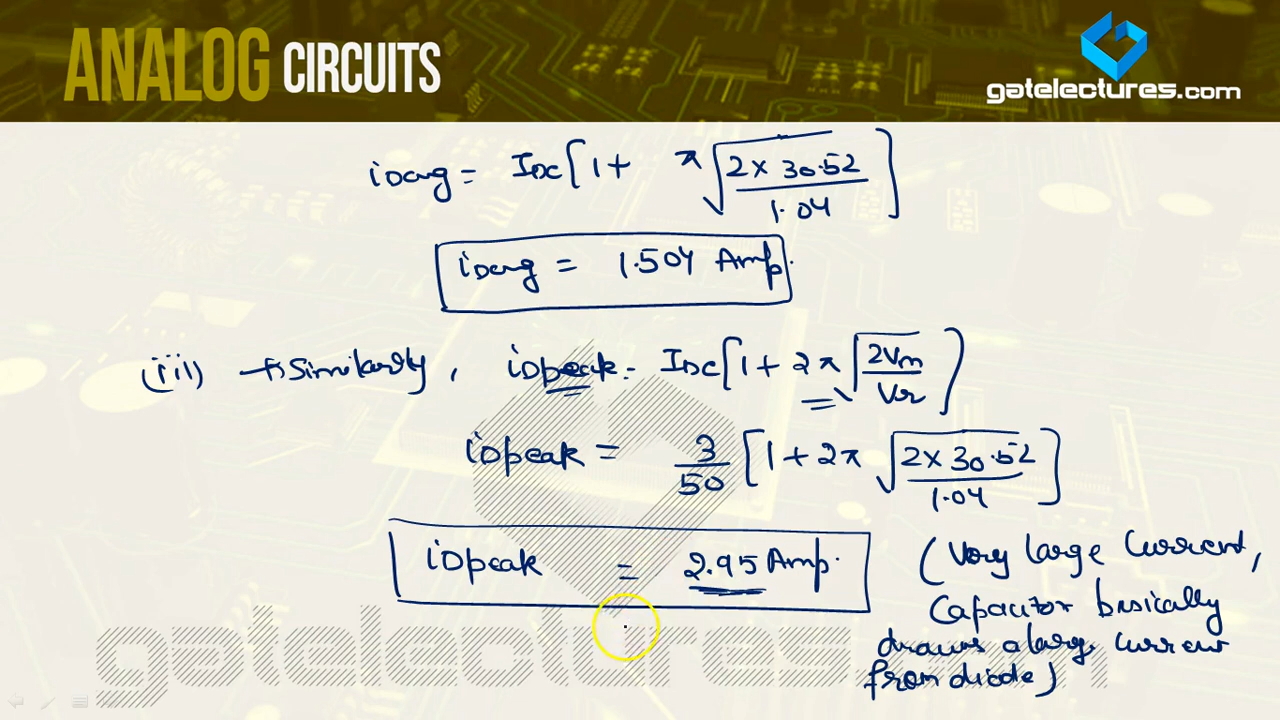 ANALOG CIRCUITS
gatelectures.com
iDavg = IDC[1 + π√(2 × 30.52 / 1.04)]
iDavg = 1.504 Amp.
(iii) → Similarly, iDpeak = IDC[1 + 2π√(2Vm / Vr)]
iDpeak = 3/50 [1 + 2π√(2 × 30.52 / 1.04)]
iDpeak = 2.95 Amp.
(Very large current,
Capacitor basically
draws a large current
from diode)
gatelectures.com